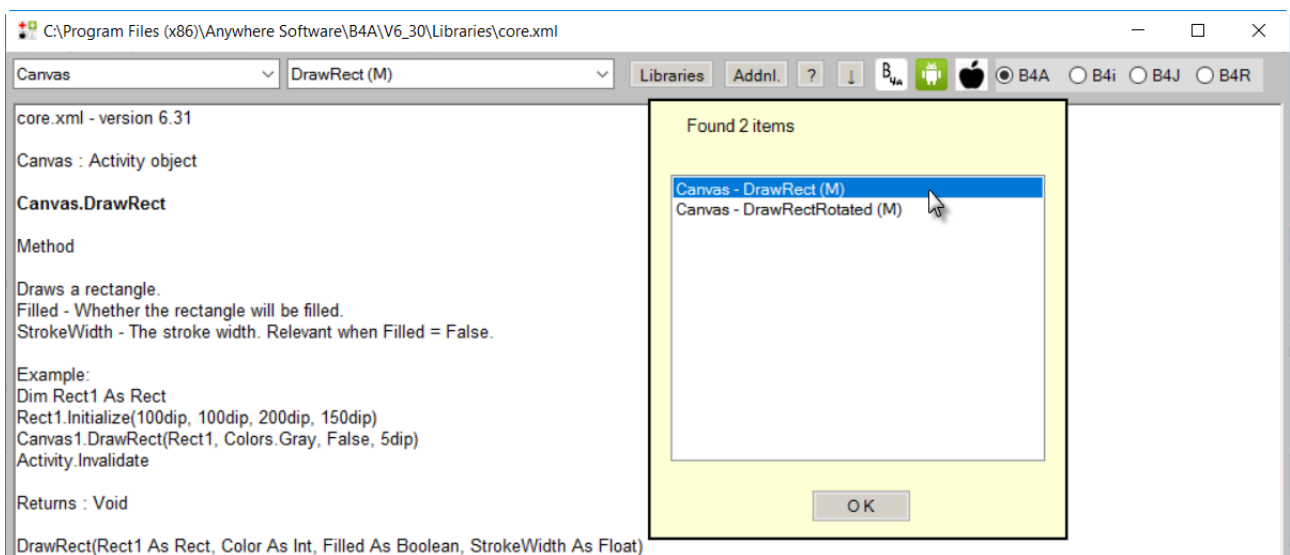 C:\Program Files (x86)\Anywhere Software\B4A\V6_30\Libraries\core.xml
Canvas DrawRect (M) Libraries Addnl. ? ↓ B4A B4A B4i B4J B4R
core.xml - version 6.31
Canvas : Activity object
Canvas.DrawRect
Method
Draws a rectangle.
Filled - Whether the rectangle will be filled.
StrokeWidth - The stroke width. Relevant when Filled = False.
Example:
Dim Rect1 As Rect
Rect1.Initialize(100dip, 100dip, 200dip, 150dip)
Canvas1.DrawRect(Rect1, Colors.Gray, False, 5dip)
Activity.Invalidate
Returns : Void
DrawRect(Rect1 As Rect, Color As Int, Filled As Boolean, StrokeWidth As Float)
Found 2 items
Canvas - DrawRect (M)
Canvas - DrawRectRotated (M)
O K